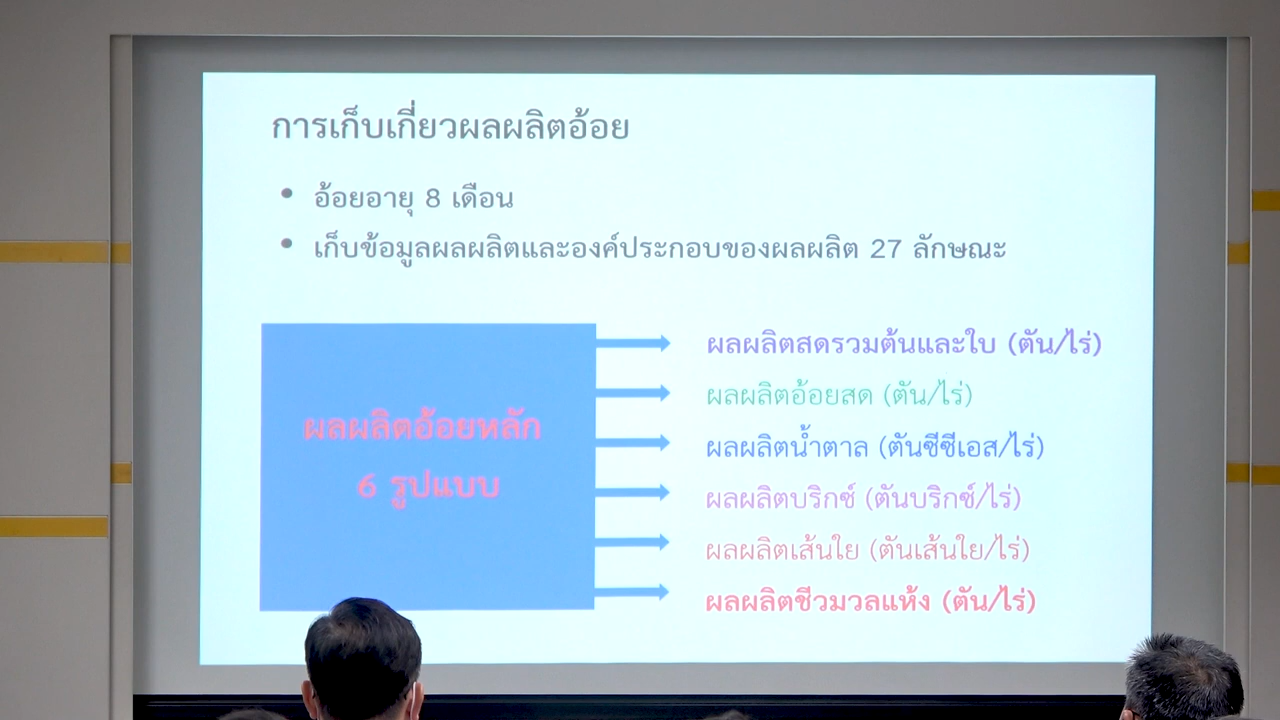 การเก็บเกี่ยวผลผลิตอ้อย
• อ้อยอายุ 8 เดือน
• เก็บข้อมูลผลผลิตและองค์ประกอบของผลผลิต 27 ลักษณะ
ผลผลิตอ้อยหลัก
6 รูปแบบ
ผลผลิตสดรวมต้นและใบ (ตัน/ไร่)
ผลผลิตอ้อยสด (ตัน/ไร่)
ผลผลิตน้ำตาล (ตันซีซีเอส/ไร่)
ผลผลิตบริกซ์ (ตันบริกซ์/ไร่)
ผลผลิตเส้นใย (ตันเส้นใย/ไร่)
ผลผลิตชีวมวลแห้ง (ตัน/ไร่)